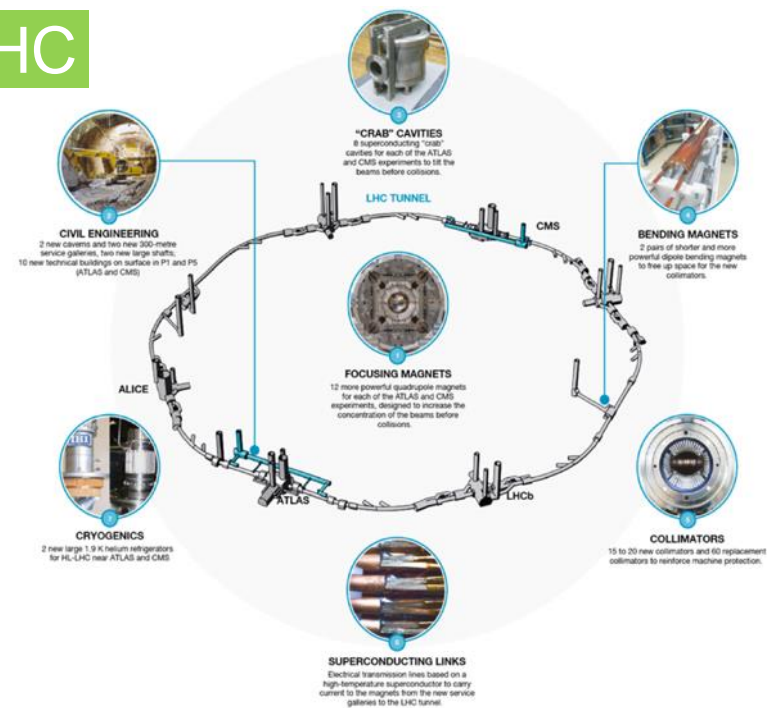 HC
3
"CRAB" CAVITIES
8 superconducting "crab"
cavities for each of the ATLAS
and CMS experiments to tilt the
beams before collisions.
2
CIVIL ENGINEERING
2 new caverns and two new 300-metre
service galleries, two new large shafts;
10 new technical buildings on surface in P1 and P5
(ATLAS and CMS)
LHC TUNNEL
CMS
4
BENDING MAGNETS
2 pairs of shorter and more
powerful dipole bending magnets
to free up space for the new
collimators.
1
FOCUSING MAGNETS
12 more powerful quadrupole magnets
for each of the ATLAS and CMS
experiments, designed to increase the
concentration of the beams before
collisions.
ALICE
ATLAS
LHCb
7
CRYOGENICS
2 new large 1.9 K helium refrigerators
for HL-LHC near ATLAS and CMS
5
COLLIMATORS
15 to 20 new collimators and 60 replacement
collimators to reinforce machine protection.
6
SUPERCONDUCTING LINKS
Electrical transmission lines based on a
high-temperature superconductor to carry
current to the magnets from the new service
galleries to the LHC tunnel.